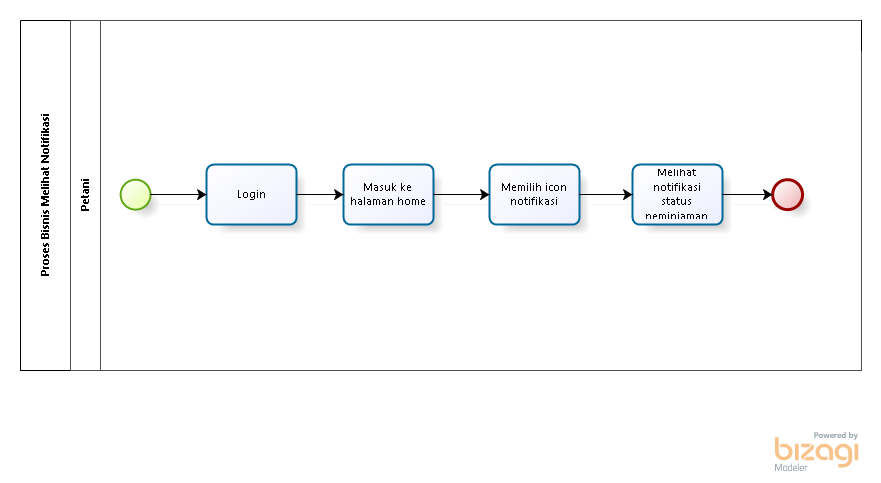 Proses Bisnis Melihat Notifikasi
Petani
Login
Masuk ke
halaman home
Memilih icon
notifikasi
Melihat
notifikasi
status
peminjaman
Powered by
bizagi
Modeler